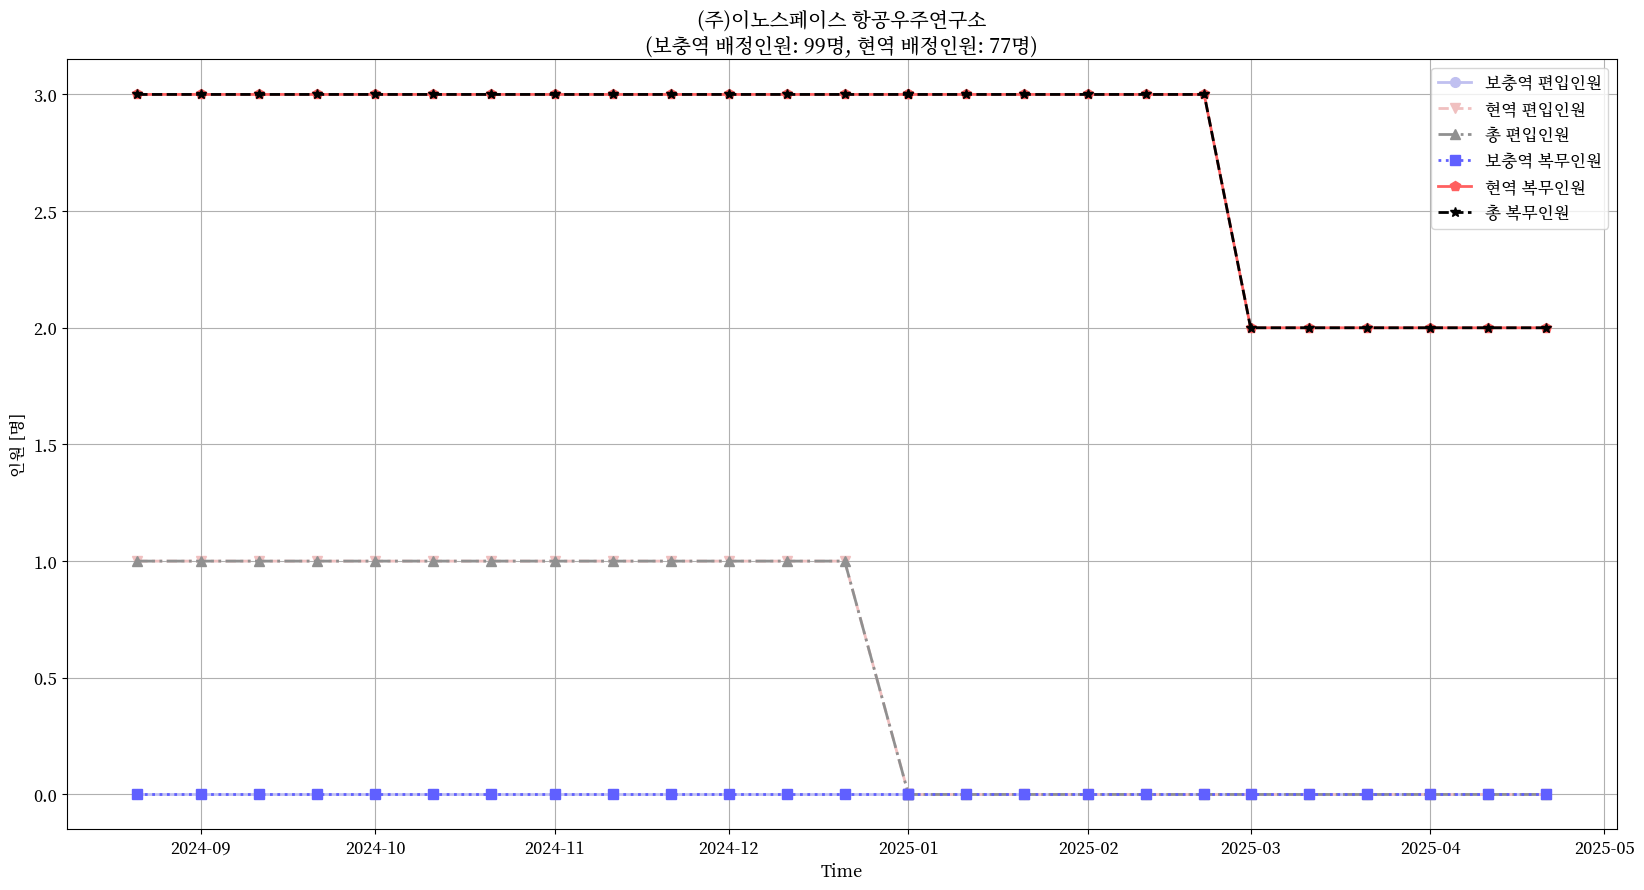 (주)이노스페이스 항공우주연구소
(보충역 배정인원: 99명, 현역 배정인원: 77명)
보충역 편입인원
현역 편입인원
총 편입인원
보충역 복무인원
현역 복무인원
총 복무인원
인원 [명]
3.0
2.5
2.0
1.5
1.0
0.5
0.0
2024-09 2024-10 2024-11 2024-12 2025-01 2025-02 2025-03 2025-04 2025-05
Time